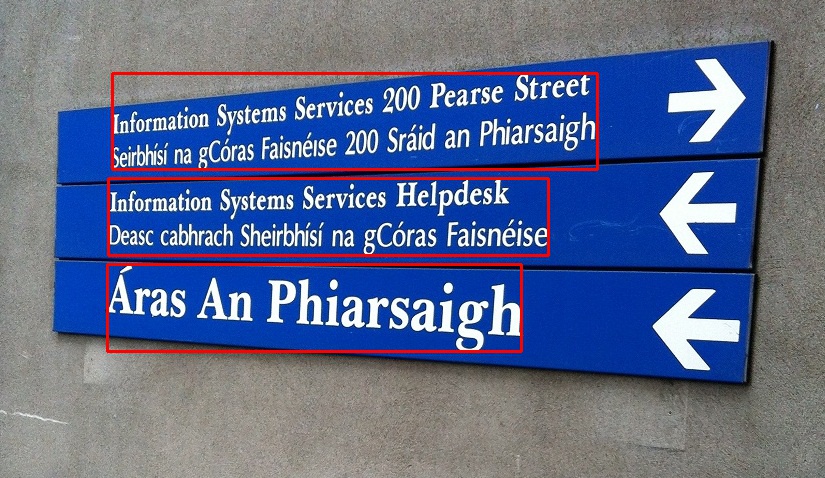 Information Systems Services 200 Pearse Street
Seirbhísí na gCóras Faisnéise 200 Sráid an Phiarsaigh
Information Systems Services Helpdesk
Deasc cabhrach Sheirbhísí na gCóras Faisnéise
Áras An Phiarsaigh